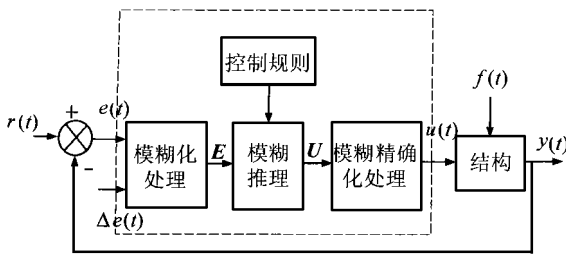 控制规则
f(t)
+
e(t)
u(t)
r(t)
y(t)
模糊化
处理
E
模糊
推理
U
模糊精确
化处理
结构
-
Δe(t)